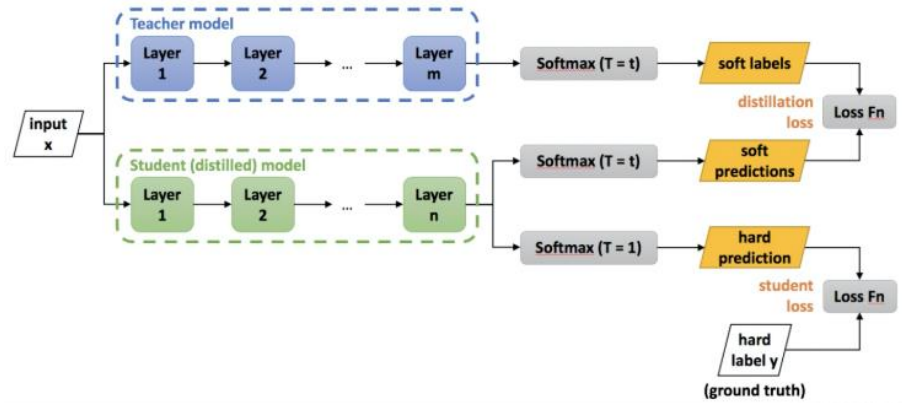 Teacher model
Layer
1
Layer
2
...
Layer
m
Softmax (T = t)
soft labels
input
x
distillation
loss
Loss Fn
Student (distilled) model
Layer
1
Layer
2
...
Layer
n
Softmax (T = t)
soft
predictions
Softmax (T = 1)
hard
prediction
student
loss
Loss Fn
hard
label y
(ground truth)